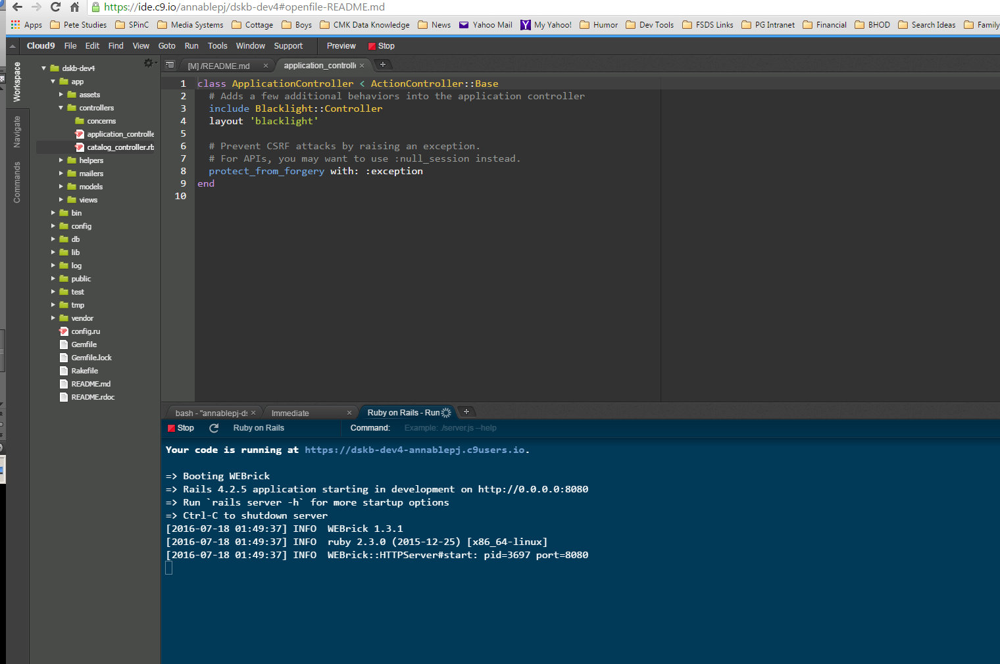 https://ide.c9.io/annablepj/dskb-dev4#openfile-README.md
Apps Pete Studies SPinC Media Systems Cottage Boys CMK Data Knowledge News Yahoo Mail My Yahoo! Humor Dev Tools FSDS Links PG Intranet Financial BHOD Search Ideas Family
Cloud9 File Edit Find View Goto Run Tools Window Support Preview Stop
Workspace
Navigate
Commands
dskb-dev4
app
assets
controllers
concerns
application_controlle
catalog_controller.rb
helpers
mailers
models
views
bin
config
db
lib
log
public
test
tmp
vendor
config.ru
Gemfile
Gemfile.lock
Rakefile
README.md
README.rdoc
[M] /README.md × application_controlle × +
1 class ApplicationController < ActionController::Base
2 # Adds a few additional behaviors into the application controller
3 include Blacklight::Controller
4 layout 'blacklight'
5
6 # Prevent CSRF attacks by raising an exception.
7 # For APIs, you may want to use :null_session instead.
8 protect_from_forgery with: :exception
9 end
10
bash - "annablepj-ds × Immediate × Ruby on Rails - Run +
Stop Ruby on Rails Command: Example: ./server.js --help
Your code is running at https://dskb-dev4-annablepj.c9users.io.
=> Booting WEBrick
=> Rails 4.2.5 application starting in development on http://0.0.0.0:8080
=> Run `rails server -h` for more startup options
=> Ctrl-C to shutdown server
[2016-07-18 01:49:37] INFO  WEBrick 1.3.1
[2016-07-18 01:49:37] INFO  ruby 2.3.0 (2015-12-25) [x86_64-linux]
[2016-07-18 01:49:37] INFO  WEBrick::HTTPServer#start: pid=3697 port=8080